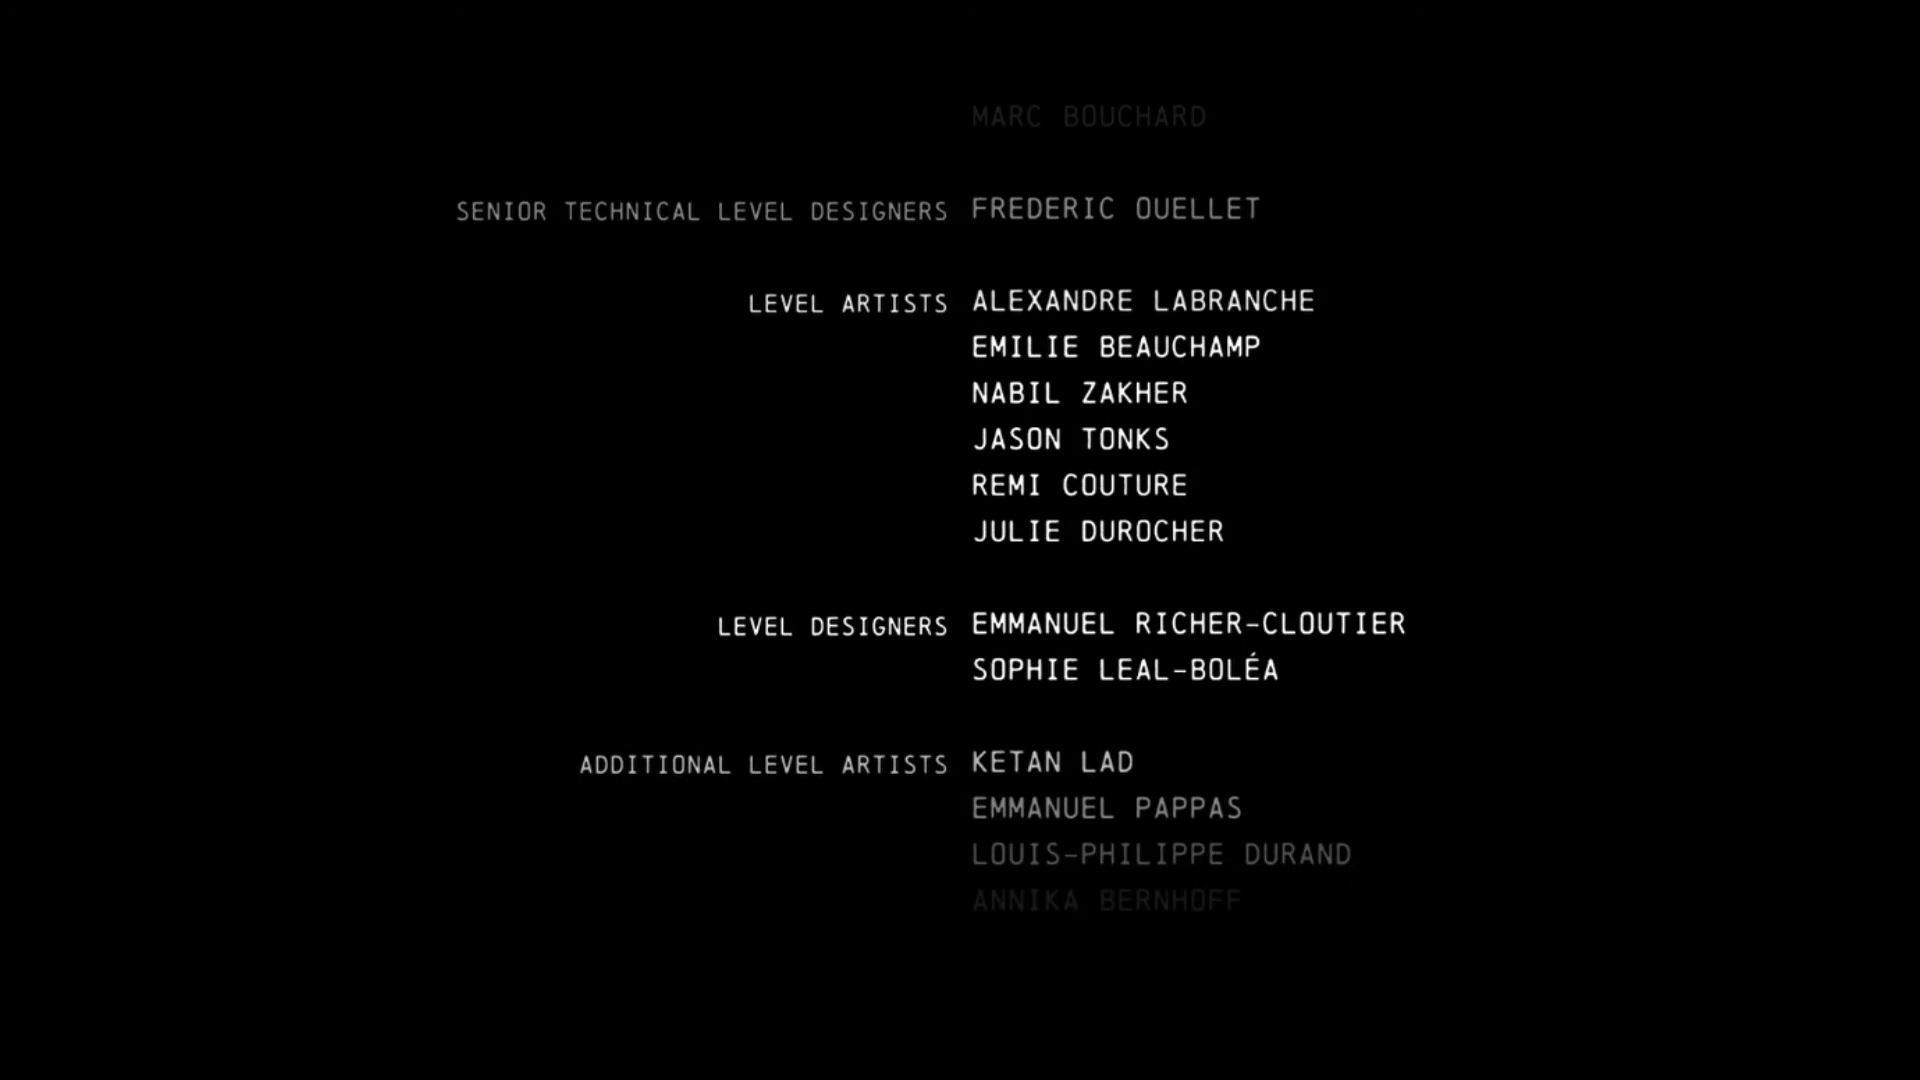 MARC BOUCHARD
SENIOR TECHNICAL LEVEL DESIGNERS FREDERIC OUELLET
LEVEL ARTISTS ALEXANDRE LABRANCHE
EMILIE BEAUCHAMP
NABIL ZAKHER
JASON TONKS
REMI COUTURE
JULIE DUROCHER
LEVEL DESIGNERS EMMANUEL RICHER-CLOUTIER
SOPHIE LEAL-BOLÉA
ADDITIONAL LEVEL ARTISTS KETAN LAD
EMMANUEL PAPPAS
LOUIS-PHILIPPE DURAND
ANNIKA BERNHOFF